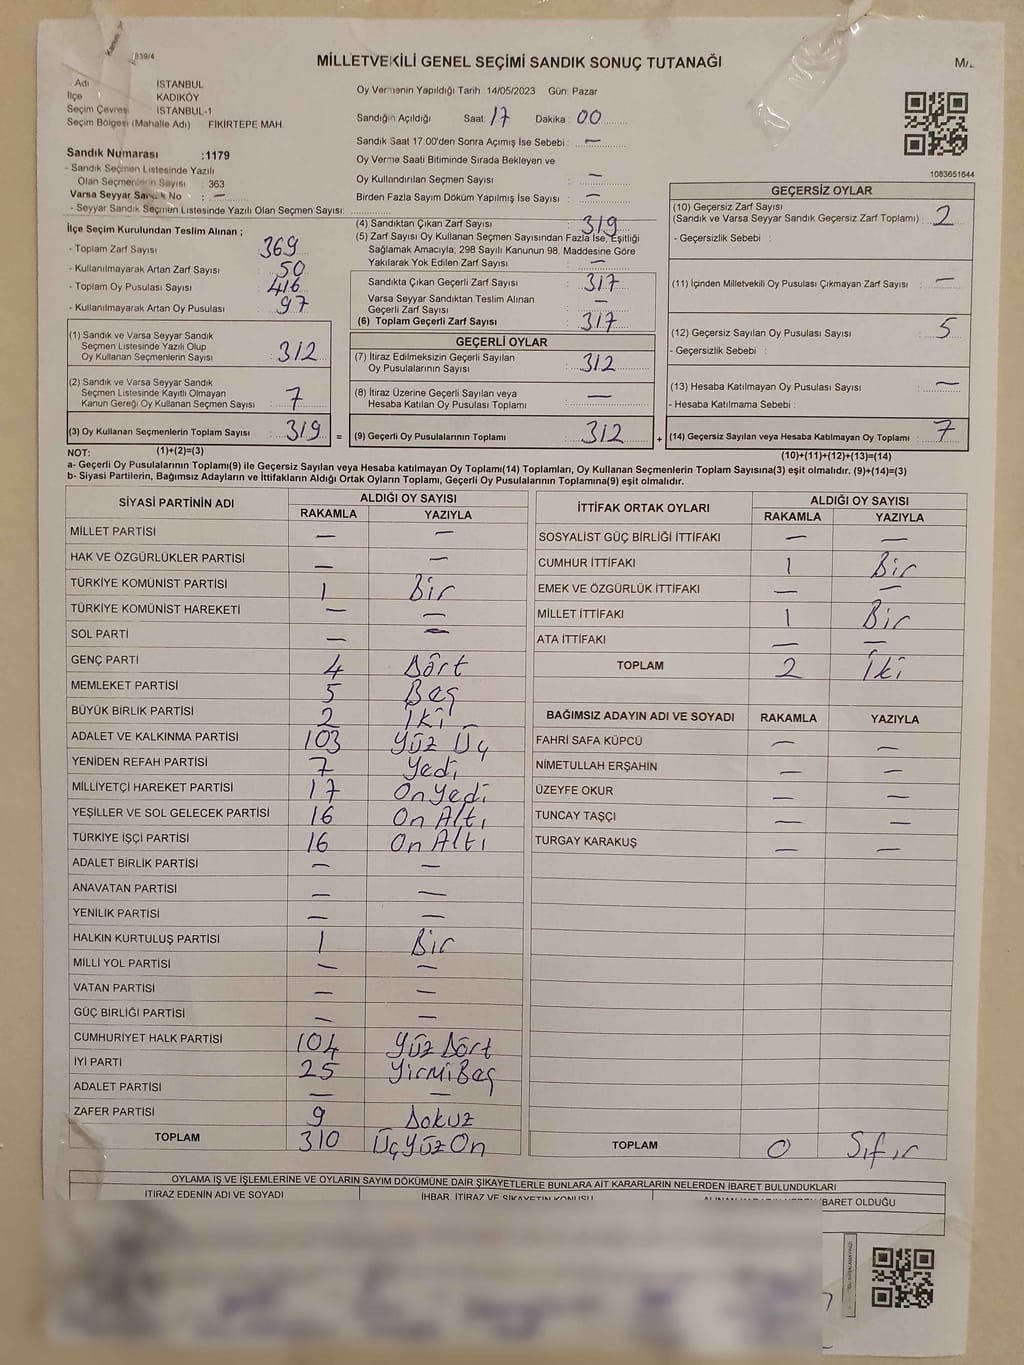 839/4
MİLLETVEKİLİ GENEL SEÇİMİ SANDIK SONUÇ TUTANAĞI
Adı İSTANBUL
İlçe KADIKÖY
Seçim Çevresi İSTANBUL-1
Seçim Bölgesi (Mahalle Adı) FİKİRTEPE MAH.
Sandık Numarası :1179
- Sandık Seçmen Listesinde Yazılı
Olan Seçmenlerin Sayısı 363
Varsa Seyyar Sandık No : —
- Seyyar Sandık Seçmen Listesinde Yazılı Olan Seçmen Sayısı:
Oy Vermenin Yapıldığı Tarih : 14/05/2023 Gün: Pazar
Sandığın Açıldığı Saat: 17 Dakika : 00
Sandık Saat 17:00'den Sonra Açımış İse Sebebi : —
Oy Verme Saati Bitiminde Sırada Bekleyen ve
Oy Kullandırılan Seçmen Sayısı : —
Birden Fazla Sayım Döküm Yapılmış İse Sayısı : —
1083651644
İlçe Seçim Kurulundan Teslim Alınan ;
- Toplam Zarf Sayısı : 369
- Kullanılmayarak Artan Zarf Sayısı : 50
- Toplam Oy Pusulası Sayısı : 416
- Kullanılmayarak Artan Oy Pusulası : 97
(4) Sandıktan Çıkan Zarf Sayısı : 319
(5) Zarf Sayısı Oy Kullanan Seçmen Sayısından Fazla İse, Eşitliği
Sağlamak Amacıyla, 298 Sayılı Kanunun 98. Maddesine Göre
Yakılarak Yok Edilen Zarf Sayısı : —
Sandıkta Çıkan Geçerli Zarf Sayısı : 317
Varsa Seyyar Sandıktan Teslim Alınan
Geçerli Zarf Sayısı : —
(6) Toplam Geçerli Zarf Sayısı : 317
GEÇERSİZ OYLAR
(10) Geçersiz Zarf Sayısı
(Sandık ve Varsa Seyyar Sandık Geçersiz Zarf Toplamı) : 2
- Geçersizlik Sebebi :
(11) İçinden Milletvekili Oy Pusulası Çıkmayan Zarf Sayısı : —
(12) Geçersiz Sayılan Oy Pusulası Sayısı : 5
- Geçersizlik Sebebi :
(13) Hesaba Katılmayan Oy Pusulası Sayısı : —
- Hesaba Katılmama Sebebi :
(1) Sandık ve Varsa Seyyar Sandık
Seçmen Listesinde Yazılı Olup
Oy Kullanan Seçmenlerin Sayısı : 312
(2) Sandık ve Varsa Seyyar Sandık
Seçmen Listesinde Kayıtlı Olmayan
Kanun Gereği Oy Kullanan Seçmen Sayısı : 7
GEÇERLİ OYLAR
(7) İtiraz Edilmeksizin Geçerli Sayılan
Oy Pusulalarının Sayısı : 312
(8) İtiraz Üzerine Geçerli Sayılan veya
Hesaba Katılan Oy Pusulası Toplamı : —
(3) Oy Kullanan Seçmenlerin Toplam Sayısı : 319 = (9) Geçerli Oy Pusulalarının Toplamı : 312 + (14) Geçersiz Sayılan veya Hesaba Katılmayan Oy Toplamı : 7
NOT: (1)+(2)=(3) (10)+(11)+(12)+(13)=(14)
a- Geçerli Oy Pusulalarının Toplamı(9) ile Geçersiz Sayılan veya Hesaba katılmayan Oy Toplamı(14) Toplamları, Oy Kullanan Seçmenlerin Toplam Sayısına(3) eşit olmalıdır. (9)+(14)=(3)
b- Siyasi Partilerin, Bağımsız Adayların ve İttifakların Aldığı Ortak Oyların Toplamı, Geçerli Oy Pusulalarının Toplamına(9) eşit olmalıdır.
SİYASİ PARTİNİN ADI ALDIĞI OY SAYISI
RAKAMLA YAZIYLA
MİLLET PARTİSİ — —
HAK VE ÖZGÜRLÜKLER PARTİSİ — —
TÜRKİYE KOMÜNİST PARTİSİ 1 Bir
TÜRKİYE KOMÜNİST HAREKETİ — —
SOL PARTİ — —
GENÇ PARTİ 4 Dört
MEMLEKET PARTİSİ 5 Beş
BÜYÜK BİRLİK PARTİSİ 2 İki
ADALET VE KALKINMA PARTİSİ 103 Yüz Üç
YENİDEN REFAH PARTİSİ 7 Yedi
MİLLİYETÇİ HAREKET PARTİSİ 17 On Yedi
YEŞİLLER VE SOL GELECEK PARTİSİ 16 On Altı
TÜRKİYE İŞÇİ PARTİSİ 16 On Altı
ADALET BİRLİK PARTİSİ — —
ANAVATAN PARTİSİ — —
YENİLİK PARTİSİ — —
HALKIN KURTULUŞ PARTİSİ 1 Bir
MİLLİ YOL PARTİSİ — —
VATAN PARTİSİ — —
GÜÇ BİRLİĞİ PARTİSİ — —
CUMHURİYET HALK PARTİSİ 104 Yüz Dört
İYİ PARTİ 25 Yirmi Beş
ADALET PARTİSİ — —
ZAFER PARTİSİ 9 Dokuz
TOPLAM 310 Üç Yüz On
İTTİFAK ORTAK OYLARI ALDIĞI OY SAYISI
RAKAMLA YAZIYLA
SOSYALİST GÜÇ BİRLİĞİ İTTİFAKI — —
CUMHUR İTTİFAKI 1 Bir
EMEK VE ÖZGÜRLÜK İTTİFAKI — —
MİLLET İTTİFAKI 1 Bir
ATA İTTİFAKI — —
TOPLAM 2 İki
BAĞIMSIZ ADAYIN ADI VE SOYADI RAKAMLA YAZIYLA
FAHRİ SAFA KÜPCÜ — —
NİMETULLAH ERŞAHİN — —
ÜZEYFE OKUR — —
TUNCAY TAŞÇI — —
TURGAY KARAKUŞ — —
TOPLAM 0 Sıfır
OYLAMA İŞ VE İŞLEMLERİNE VE OYLARIN SAYIM DÖKÜMÜNE DAİR ŞİKAYETLERLE BUNLARA AİT KARARLARIN NELERDEN İBARET BULUNDUKLARI
İTİRAZ EDENİN ADI VE SOYADI İHBAR, İTİRAZ VE ŞİKAYETİN KONUSU İBARET OLDUĞU